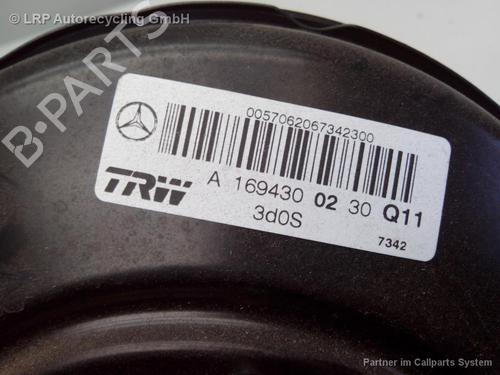 LRP Autorecycling GmbH
B-PARTS
0057062067342300
TRW
A 169430 02 30 Q11
3d0S
7342
Partner im Callparts System